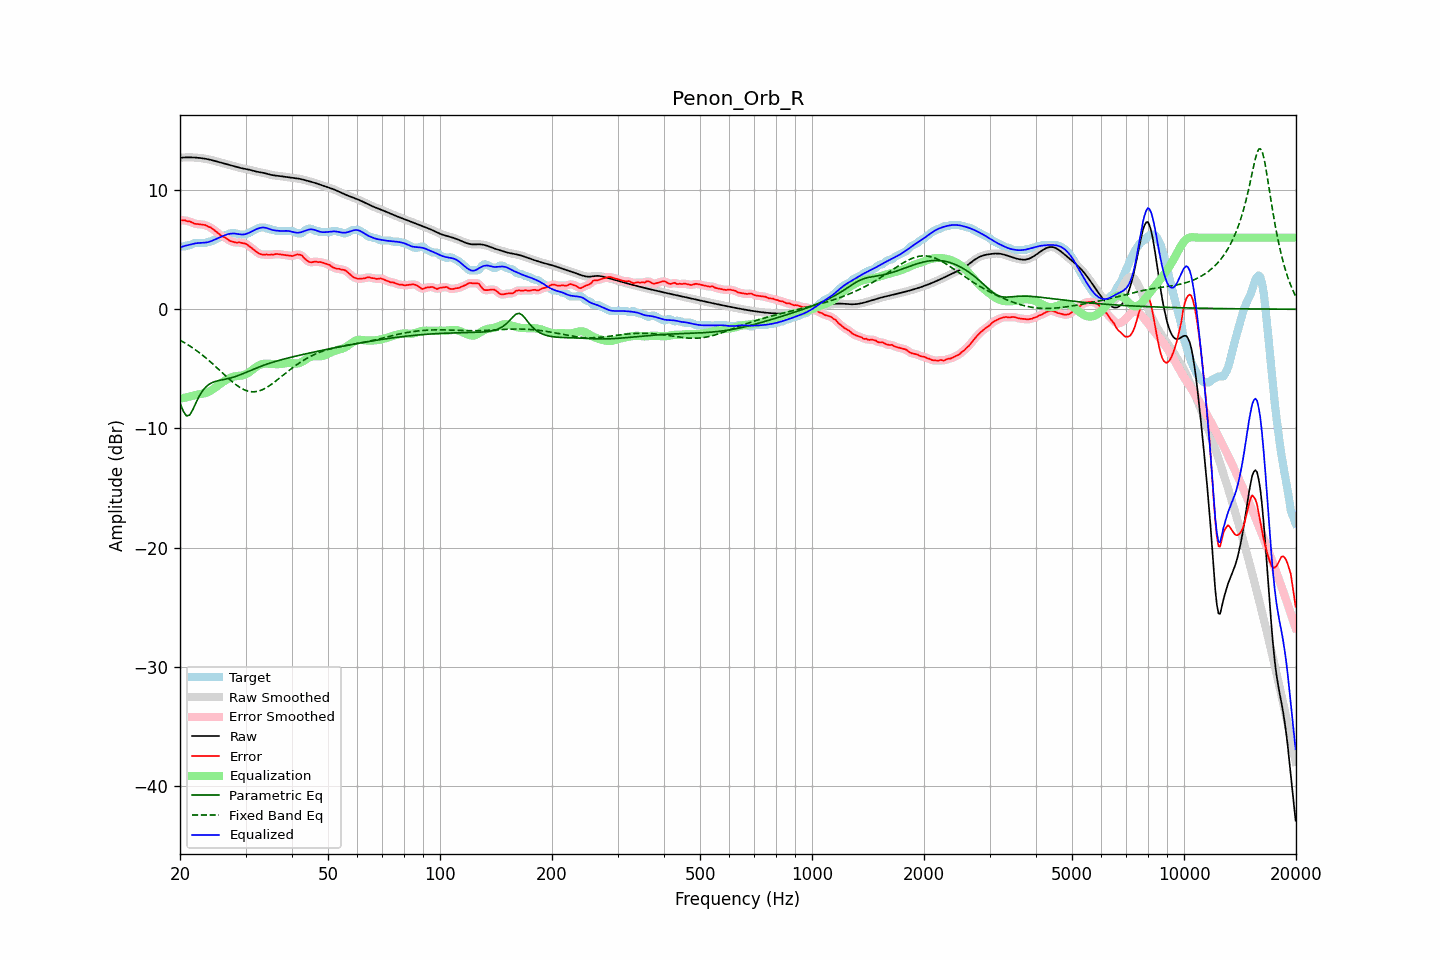 Penon_Orb_R
Amplitude (dBr)
10
0
−10
−20
−30
−40
Target
Raw Smoothed
Error Smoothed
Raw
Error
Equalization
Parametric Eq
Fixed Band Eq
Equalized
20 50 100 200 500 1000 2000 5000 10000 20000
Frequency (Hz)